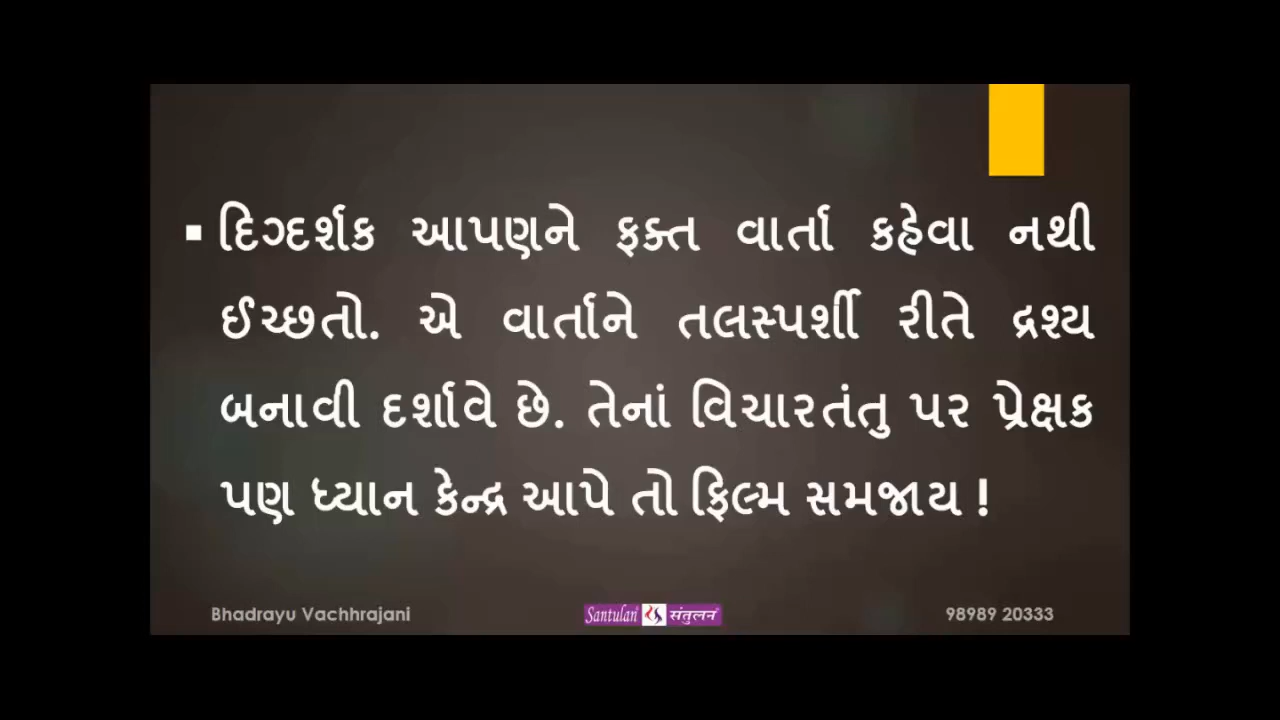 ▪ દિગ્દર્શક આપણને ફક્ત વાર્તા કહેવા નથી
ઈચ્છતો. એ વાર્તાને તલસ્પર્શી રીતે દ્રશ્ય
બનાવી દર્શાવે છે. તેનાં વિચારતંતુ પર પ્રેક્ષક
પણ ધ્યાન કેન્દ્ર આપે તો ફિલ્મ સમજાય !
Bhadrayu Vachhrajani Santulan संतुलन 98989 20333